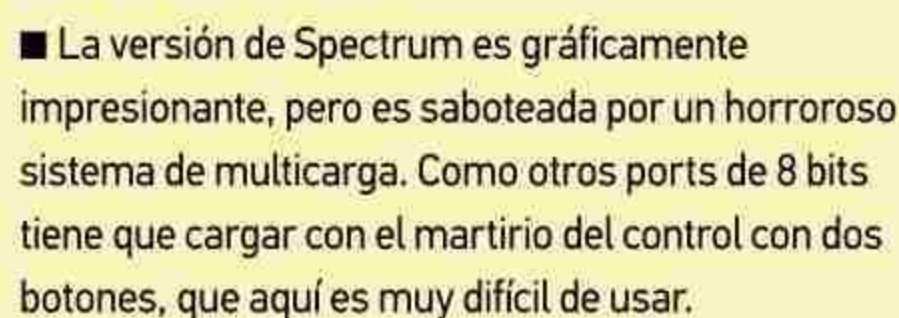 ■ La versión de Spectrum es gráficamente
impresionante, pero es saboteada por un horroroso
sistema de multicarga. Como otros ports de 8 bits
tiene que cargar con el martirio del control con dos
botones, que aquí es muy difícil de usar.